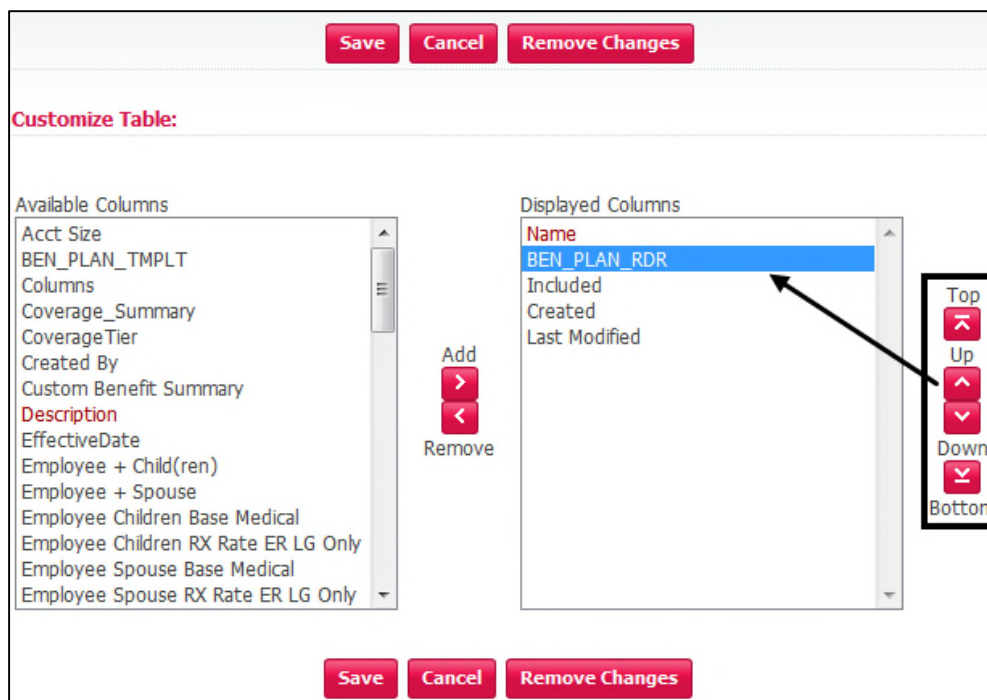 Save Cancel Remove Changes
Customize Table:
Available Columns
Acct Size
BEN_PLAN_TMPLT
Columns
Coverage_Summary
CoverageTier
Created By
Custom Benefit Summary
Description
EffectiveDate
Employee + Child(ren)
Employee + Spouse
Employee Children Base Medical
Employee Children RX Rate ER LG Only
Employee Spouse Base Medical
Employee Spouse RX Rate ER LG Only
Add
Remove
Displayed Columns
Name
BEN_PLAN_RDR
Included
Created
Last Modified
Top
Up
Down
Bottom
Save Cancel Remove Changes